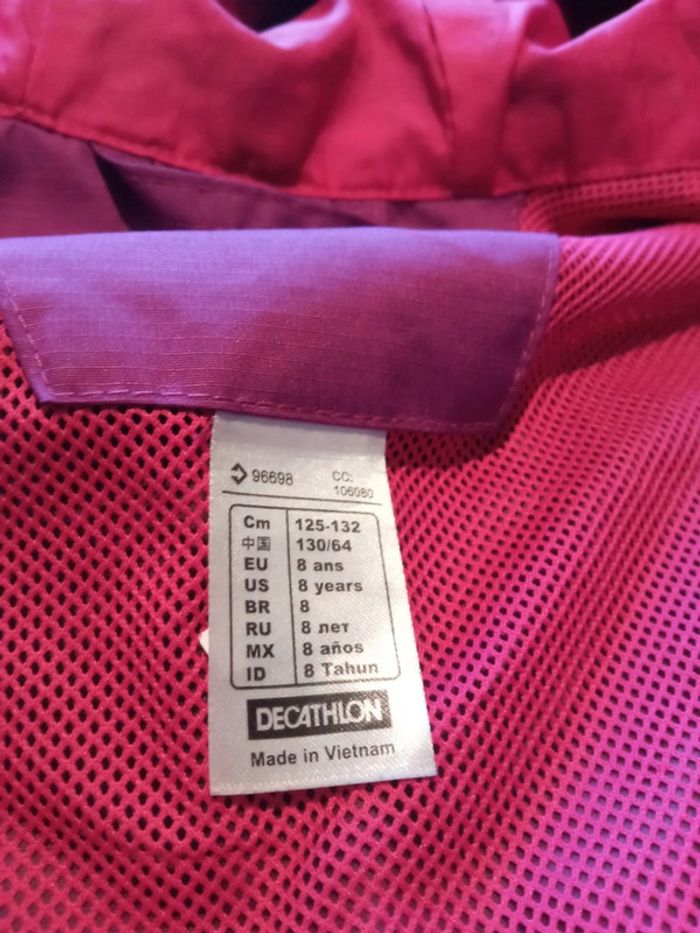 96698 CC:
106080
Cm 125-132
中国 130/64
EU 8 ans
US 8 years
BR 8
RU 8 лет
MX 8 años
ID 8 Tahun
DECATHLON
Made in Vietnam